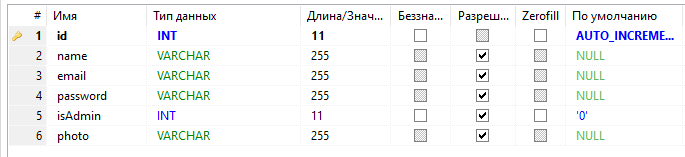 # Имя Тип данных Длина/Знач... Беззна... Разреш... Zerofill По умолчанию
1 id INT 11 AUTO_INCREME...
2 name VARCHAR 255 NULL
3 email VARCHAR 255 NULL
4 password VARCHAR 255 NULL
5 isAdmin INT 11 '0'
6 photo VARCHAR 255 NULL